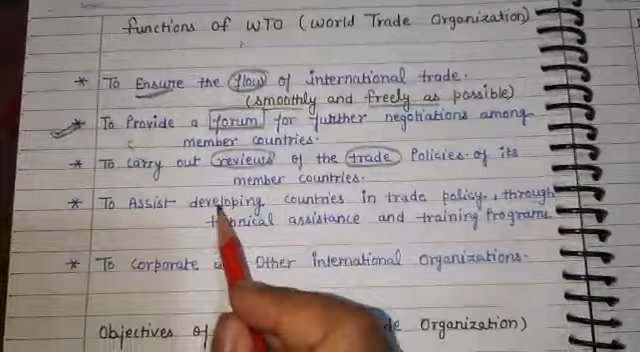 functions of WTO (World Trade Organization)
* To Ensure the flow of international trade.
(smoothly and freely as possible)
* To Provide a forum for further negotiations among
member countries.
* To carry out reviews of the trade Policies of its
member countries.
* To Assist developing countries in trade policy, through
technical assistance and training Programs
* To Corporate Other international Organizations.
Objectives of Organization)